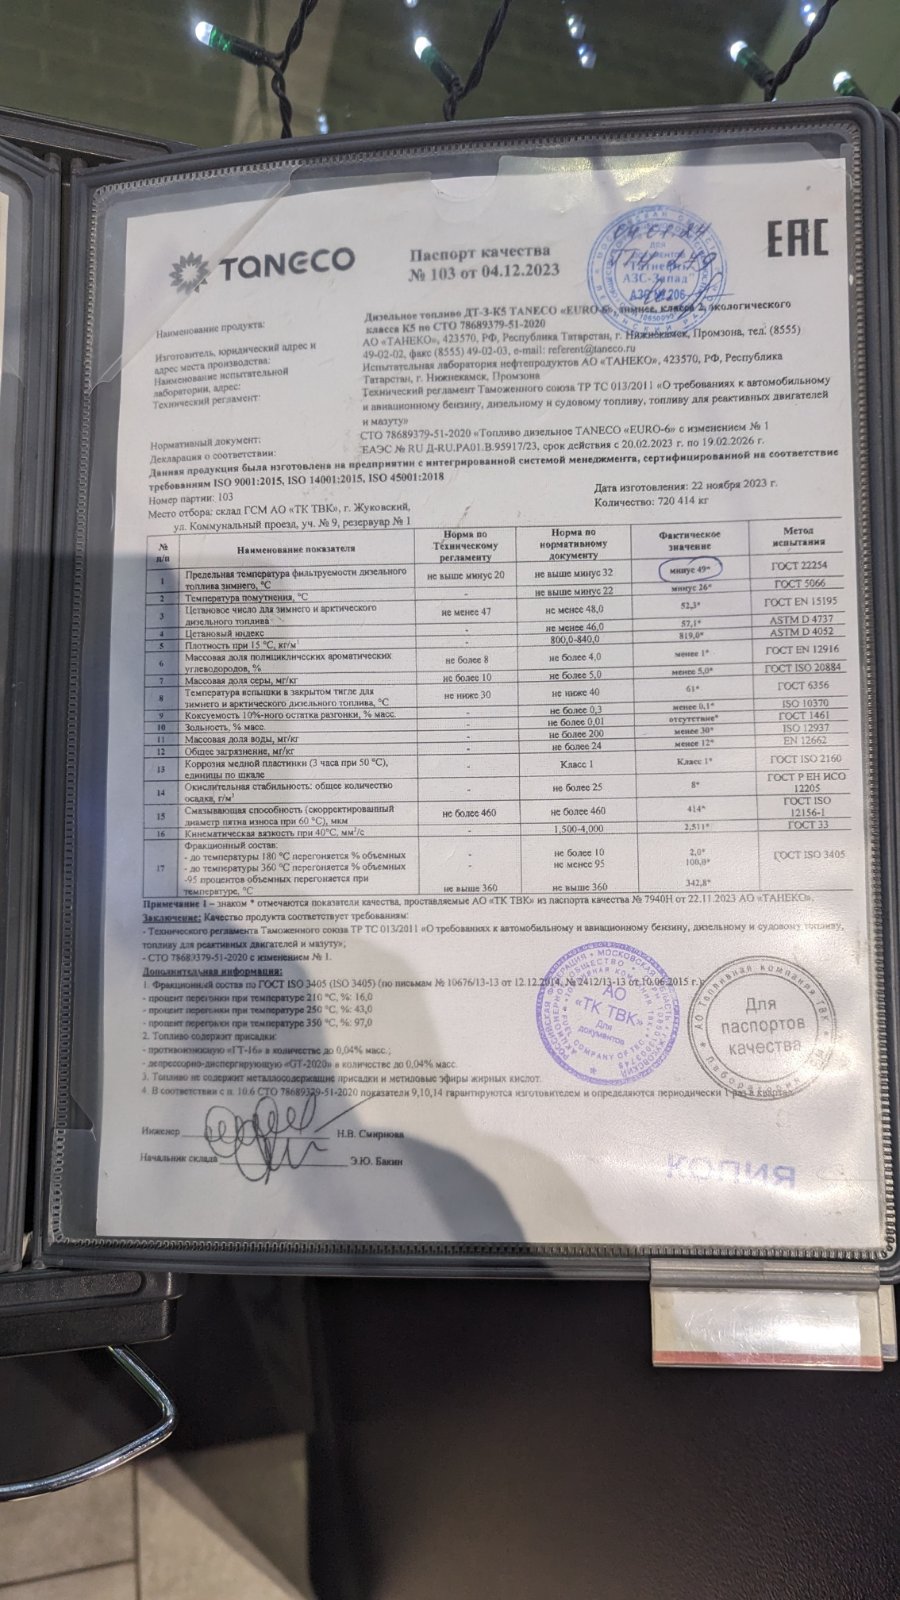 TANECO
Паспорт качества
№ 103 от 04.12.2023
ЕАС
04.01.24
для
"Татнефть
АЗС-Запад"
АЗС № 206
Наименование продукта:
Дизельное топливо ДТ-З-К5 TANECO «EURO-6», зимнее, класса 2, экологического
класса К5 по СТО 78689379-51-2020
Изготовитель, юридический адрес и
адрес места производства:
АО «ТАНЕКО», 423570, РФ, Республика Татарстан, г. Нижнекамск, Промзона, тел. (8555)
49-02-02, факс (8555) 49-02-03, e-mail: referent@taneco.ru
Наименование испытательной
лаборатории, адрес:
Испытательная лаборатория нефтепродуктов АО «ТАНЕКО», 423570, РФ, Республика
Татарстан, г. Нижнекамск, Промзона
Технический регламент:
Технический регламент Таможенного союза ТР ТС 013/2011 «О требованиях к автомобильному
и авиационному бензину, дизельному и судовому топливу, топливу для реактивных двигателей
и мазуту»
Нормативный документ:
СТО 78689379-51-2020 «Топливо дизельное TANECO «EURO-6» с изменением № 1
Декларация о соответствии:
ЕАЭС № RU Д-RU.РА01.В.95917/23, срок действия с 20.02.2023 г. по 19.02.2026 г.
Данная продукция была изготовлена на предприятии с интегрированной системой менеджмента, сертифицированной на соответствие
требованиям ISO 9001:2015, ISO 14001:2015, ISO 45001:2018
Номер партии: 103
Дата изготовления: 22 ноября 2023 г.
Место отбора: склад ГСМ АО «ТК ТВК», г. Жуковский,
Количество: 720 414 кг
ул. Коммунальный проезд, уч. № 9, резервуар № 1
№ п/п Наименование показателя Норма по Техническому регламенту Норма по нормативному документу Фактическое значение Метод испытания
1 Предельная температура фильтруемости дизельного топлива зимнего, °С не выше минус 20 не выше минус 32 минус 49* ГОСТ 22254
2 Температура помутнения, °С - не выше минус 22 минус 26* ГОСТ 5066
3 Цетановое число для зимнего и арктического дизельного топлива не менее 47 не менее 48,0 52,3* ГОСТ EN 15195
4 Цетановый индекс - не менее 46,0 57,1* ASTM D 4737
5 Плотность при 15 °С, кг/м³ - 800,0-840,0 819,0* ASTM D 4052
6 Массовая доля полициклических ароматических углеводородов, % не более 8 не более 4,0 менее 1* ГОСТ EN 12916
7 Массовая доля серы, мг/кг не более 10 не более 5,0 менее 5,0* ГОСТ ISO 20884
8 Температура вспышки в закрытом тигле для зимнего и арктического дизельного топлива, °С не ниже 30 не ниже 40 61* ГОСТ 6356
9 Коксуемость 10%-ного остатка разгонки, % масс. - не более 0,3 менее 0,1* ISO 10370
10 Зольность, % масс. - не более 0,01 отсутствие* ГОСТ 1461
11 Массовая доля воды, мг/кг - не более 200 менее 30* ISO 12937
12 Общее загрязнение, мг/кг - не более 24 менее 12* EN 12662
13 Коррозия медной пластинки (3 часа при 50 °С), единицы по шкале - Класс 1 Класс 1* ГОСТ ISO 2160
14 Окислительная стабильность: общее количество осадка, г/м³ - не более 25 8* ГОСТ Р ЕН ИСО 12205
15 Смазывающая способность (скорректированный диаметр пятна износа при 60 °С), мкм не более 460 не более 460 414* ГОСТ ISO 12156-1
16 Кинематическая вязкость при 40°С, мм²/с - 1,500-4,000 2,511* ГОСТ 33
17 Фракционный состав: ГОСТ ISO 3405
- до температуры 180 °С перегоняется % объемных - не более 10 2,0*
- до температуры 360 °С перегоняется % объемных - не менее 95 100,0*
-95 процентов объемных перегоняется при температуре, °С не выше 360 не выше 360 342,8*
Примечание 1 – знаком * отмечаются показатели качества, проставляемые АО «ТК ТВК» из паспорта качества № 7940Н от 22.11.2023 АО «ТАНЕКО».
Заключение: Качество продукта соответствует требованиям:
- Технического регламента Таможенного союза ТР ТС 013/2011 «О требованиях к автомобильному и авиационному бензину, дизельному и судовому топливу,
топливу для реактивных двигателей и мазуту»;
- СТО 78689379-51-2020 с изменением № 1.
Дополнительная информация:
1. Фракционный состав по ГОСТ ISO 3405 (ISO 3405) (по письмам № 10676/13-13 от 12.12.2014, № 2412/13-13 от 10.06.2015 г.)
- процент перегонки при температуре 210 °С, %: 16,0
- процент перегонки при температуре 250 °С, %: 43,0
- процент перегонки при температуре 350 °С, %: 97,0
2. Топливо содержит присадки:
- противоизносную «ГТ-16» в количестве до 0,04% масс.;
- депрессорно-диспергирующую «GT-2020» в количестве до 0,04% масс.
3. Топливо не содержит металлосодержащие присадки и метиловые эфиры жирных кислот.
4. В соответствии с п. 10.6 СТО 78689379-51-2020 показатели 9,10,14 гарантируются изготовителем и определяются периодически 1 раз в квартал.
АО
«ТК ТВК»
Для
документов
АО Топливная компания ТВК
Для
паспортов
качества
Лаборатория
Инженер Н.В. Смирнова
Начальник склада Э.Ю. Бакин
КОПИЯ